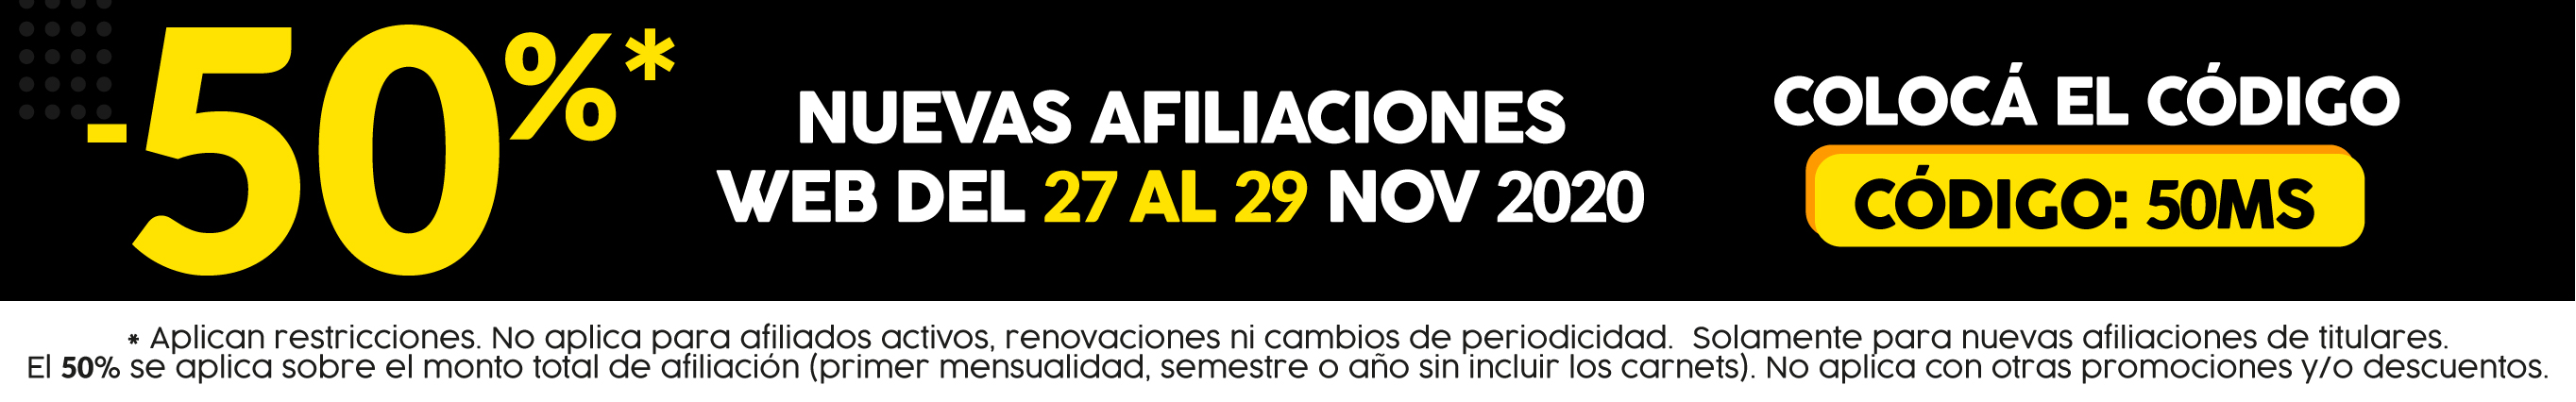 -50%*
NUEVAS AFILIACIONES
WEB DEL 27 AL 29 NOV 2020
COLOCÁ EL CÓDIGO
CÓDIGO: 50MS
* Aplican restricciones. No aplica para afiliados activos, renovaciones ni cambios de periodicidad. Solamente para nuevas afiliaciones de titulares.
El 50% se aplica sobre el monto total de afiliación (primer mensualidad, semestre o año sin incluir los carnets). No aplica con otras promociones y/o descuentos.